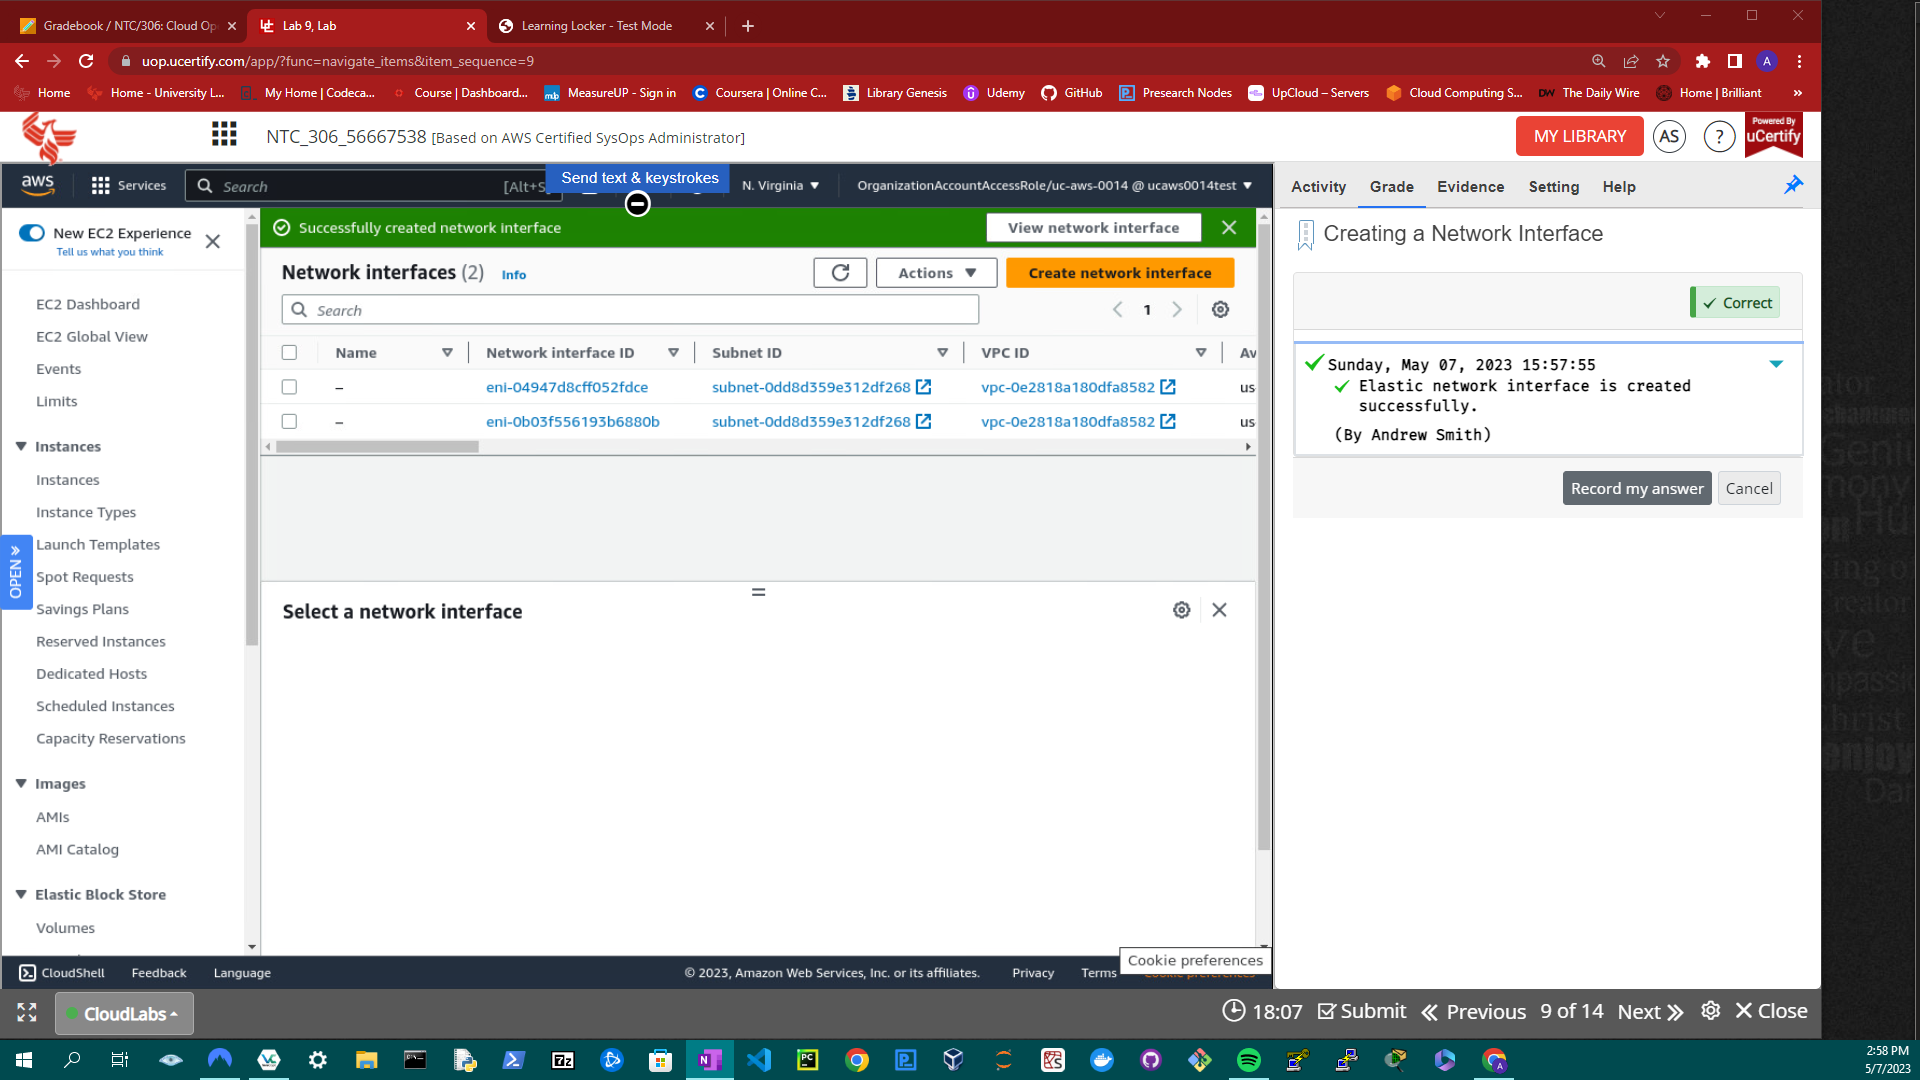 Gradebook / NTC/306: Cloud Op
Lab 9, Lab
Learning Locker - Test Mode
uop.ucertify.com/app/?func=navigate_items&item_sequence=9
Home
Home - University L...
My Home | Codeca...
Course | Dashboard...
MeasureUP - Sign in
Coursera | Online C...
Library Genesis
Udemy
GitHub
Presearch Nodes
UpCloud – Servers
Cloud Computing S...
The Daily Wire
Home | Brilliant
»
NTC_306_56667538 [Based on AWS Certified SysOps Administrator]
MY LIBRARY
AS
?
Powered By
uCertify
aws
Services
Search
[Alt+S
Send text & keystrokes
N. Virginia
OrganizationAccountAccessRole/uc-aws-0014 @ ucaws0014test
Activity
Grade
Evidence
Setting
Help
New EC2 Experience
Tell us what you think
EC2 Dashboard
EC2 Global View
Events
Limits
Instances
Instances
Instance Types
Launch Templates
Spot Requests
Savings Plans
Reserved Instances
Dedicated Hosts
Scheduled Instances
Capacity Reservations
Images
AMIs
AMI Catalog
Elastic Block Store
Volumes
OPEN »
Successfully created network interface
View network interface
Network interfaces (2) Info
Actions
Create network interface
Search
1
Name
Network interface ID
Subnet ID
VPC ID
Av
–
eni-04947d8cff052fdce
subnet-0dd8d359e312df268
vpc-0e2818a180dfa8582
us
–
eni-0b03f556193b6880b
subnet-0dd8d359e312df268
vpc-0e2818a180dfa8582
us
Select a network interface
Creating a Network Interface
Correct
Sunday, May 07, 2023 15:57:55
Elastic network interface is created
successfully.
(By Andrew Smith)
Record my answer
Cancel
CloudShell
Feedback
Language
© 2023, Amazon Web Services, Inc. or its affiliates.
Privacy
Terms
Cookie preferences
CloudLabs
18:07
Submit
Previous
9 of 14
Next
Close
2:58 PM
5/7/2023